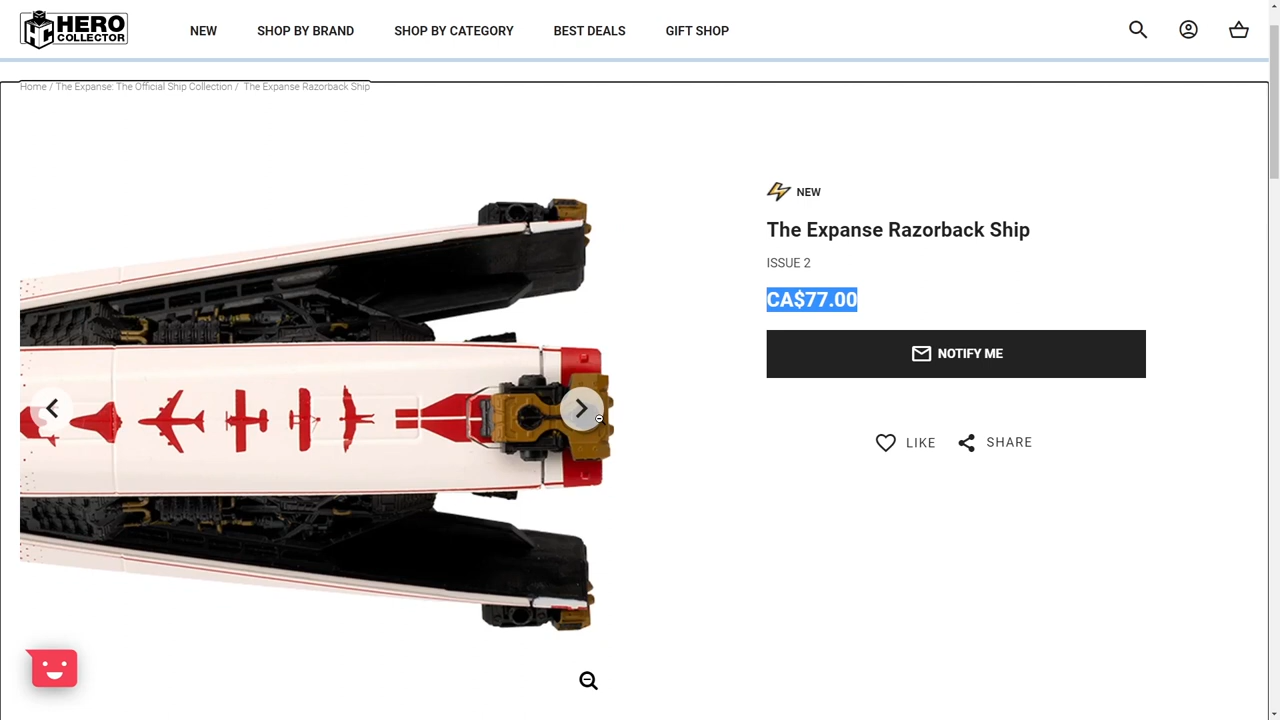 HERO
COLLECTOR
NEW
SHOP BY BRAND
SHOP BY CATEGORY
BEST DEALS
GIFT SHOP
Home / The Expanse: The Official Ship Collection / The Expanse Razorback Ship
NEW
The Expanse Razorback Ship
ISSUE 2
CA$77.00
NOTIFY ME
LIKE
SHARE